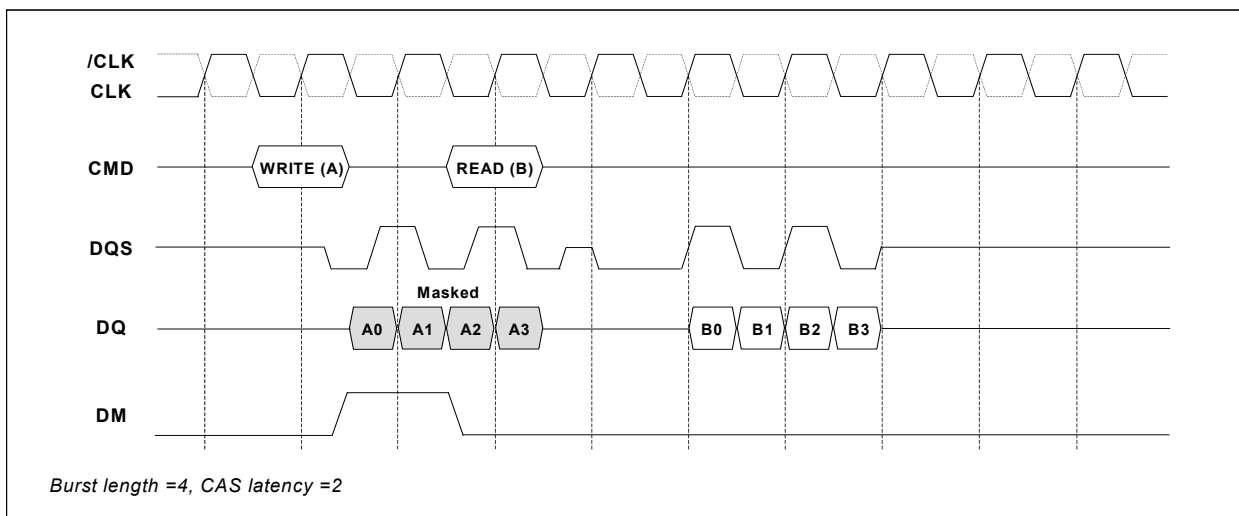 /CLK
CLK
CMD WRITE (A) READ (B)
DQS
Masked
DQ A0 A1 A2 A3 B0 B1 B2 B3
DM
Burst length =4, CAS latency =2